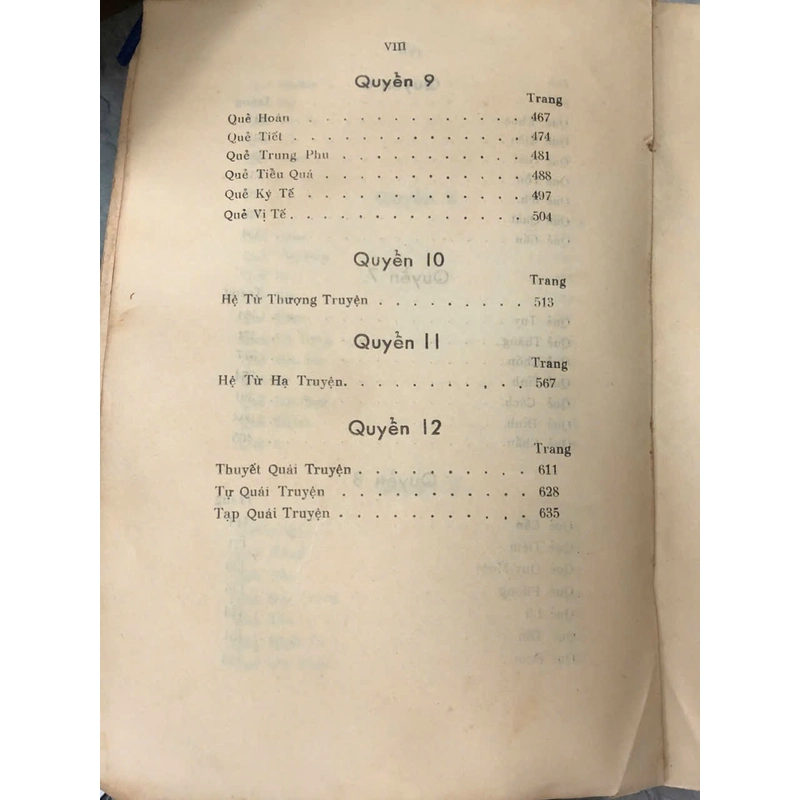 VIII
Quyển 9
Trang
Quẻ Hoán . . . . . . . . . . . . . 467
Quẻ Tiết . . . . . . . . . . . . . 474
Quẻ Trung Phu . . . . . . . . . . . 481
Quẻ Tiểu Quá . . . . . . . . . . . . 488
Quẻ Ký Tế . . . . . . . . . . . . 497
Quẻ Vị Tế . . . . . . . . . . . . . 504
Quyển 10
Trang
Hệ Từ Thượng Truyện . . . . . . . . . 513
Quyển 11
Trang
Hệ Từ Hạ Truyện. . . . . . . . . . . 567
Quyển 12
Trang
Thuyết Quái Truyện . . . . . . . . . . 611
Tự Quái Truyện . . . . . . . . . . . 628
Tạp Quái Truyện . . . . . . . . . . . 635